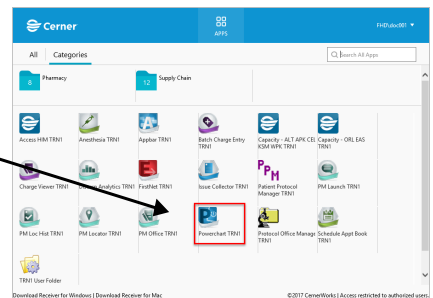 Cerner
APPS
FHD\doc001
All Categories
Search All Apps
8 Pharmacy
12 Supply Chain
Access HIM TRN1
Anesthesia TRN1
Appbar TRN1
Batch Charge Entry
TRN1
Capacity - ALT APK CEL
KSM WPK TRN1
Capacity - ORL EAS
TRN1
Charge Viewer TRN1
Analytics TRN1
FirstNet TRN1
Issue Collector TRN1
Patient Protocol
Manager TRN1
PM Launch TRN1
PM Loc Hist TRN1
PM Locator TRN1
PM Office TRN1
Powerchart TRN1
Protocol Office Manager
TRN1
Schedule Appt Book
TRN1
TRN1 User Folder
Download Receiver for Windows | Download Receiver for Mac
©2017 CernerWorks | Access restricted to authorized users.